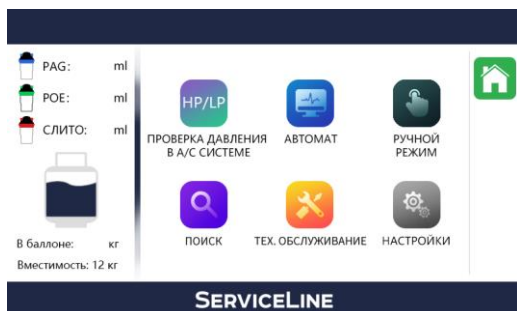 PAG: ml
POE: ml
СЛИТО: ml
В баллоне: кг
Вместимость: 12 кг
HP/LP
ПРОВЕРКА ДАВЛЕНИЯ
В А/С СИСТЕМЕ
АВТОМАТ
РУЧНОЙ
РЕЖИМ
ПОИСК
ТЕХ. ОБСЛУЖИВАНИЕ
НАСТРОЙКИ
SERVICELINE